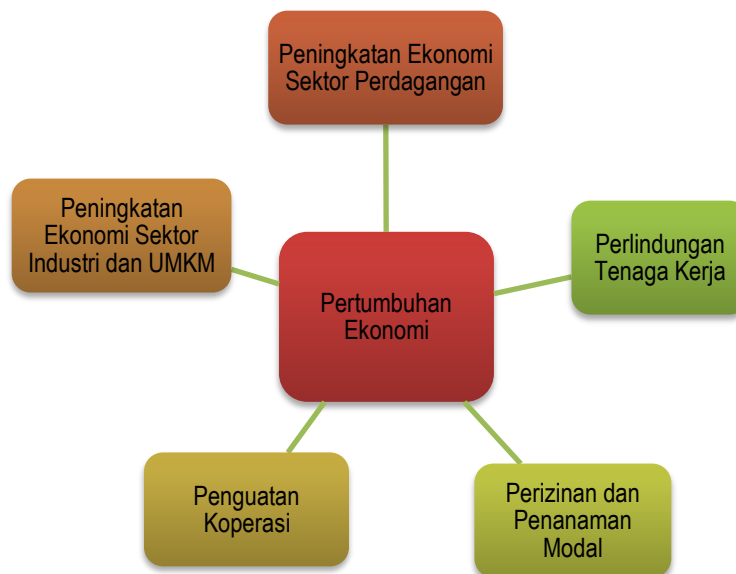 Peningkatan Ekonomi
Sektor Perdagangan
Peningkatan
Ekonomi Sektor
Industri dan UMKM
Perlindungan
Tenaga Kerja
Pertumbuhan
Ekonomi
Penguatan
Koperasi
Perizinan dan
Penanaman
Modal